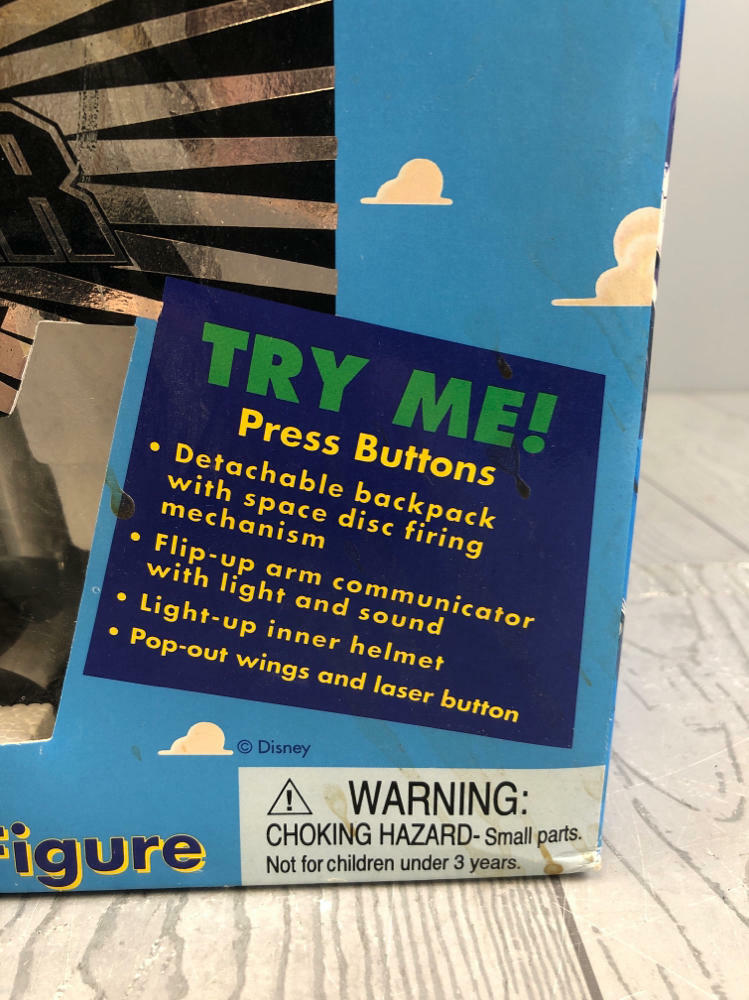 R
TRY ME!
Press Buttons
• Detachable backpack
with space disc firing
mechanism
• Flip-up arm communicator
with light and sound
• Light-up inner helmet
• Pop-out wings and laser button
© Disney
Figure
WARNING:
CHOKING HAZARD- Small parts.
Not for children under 3 years.